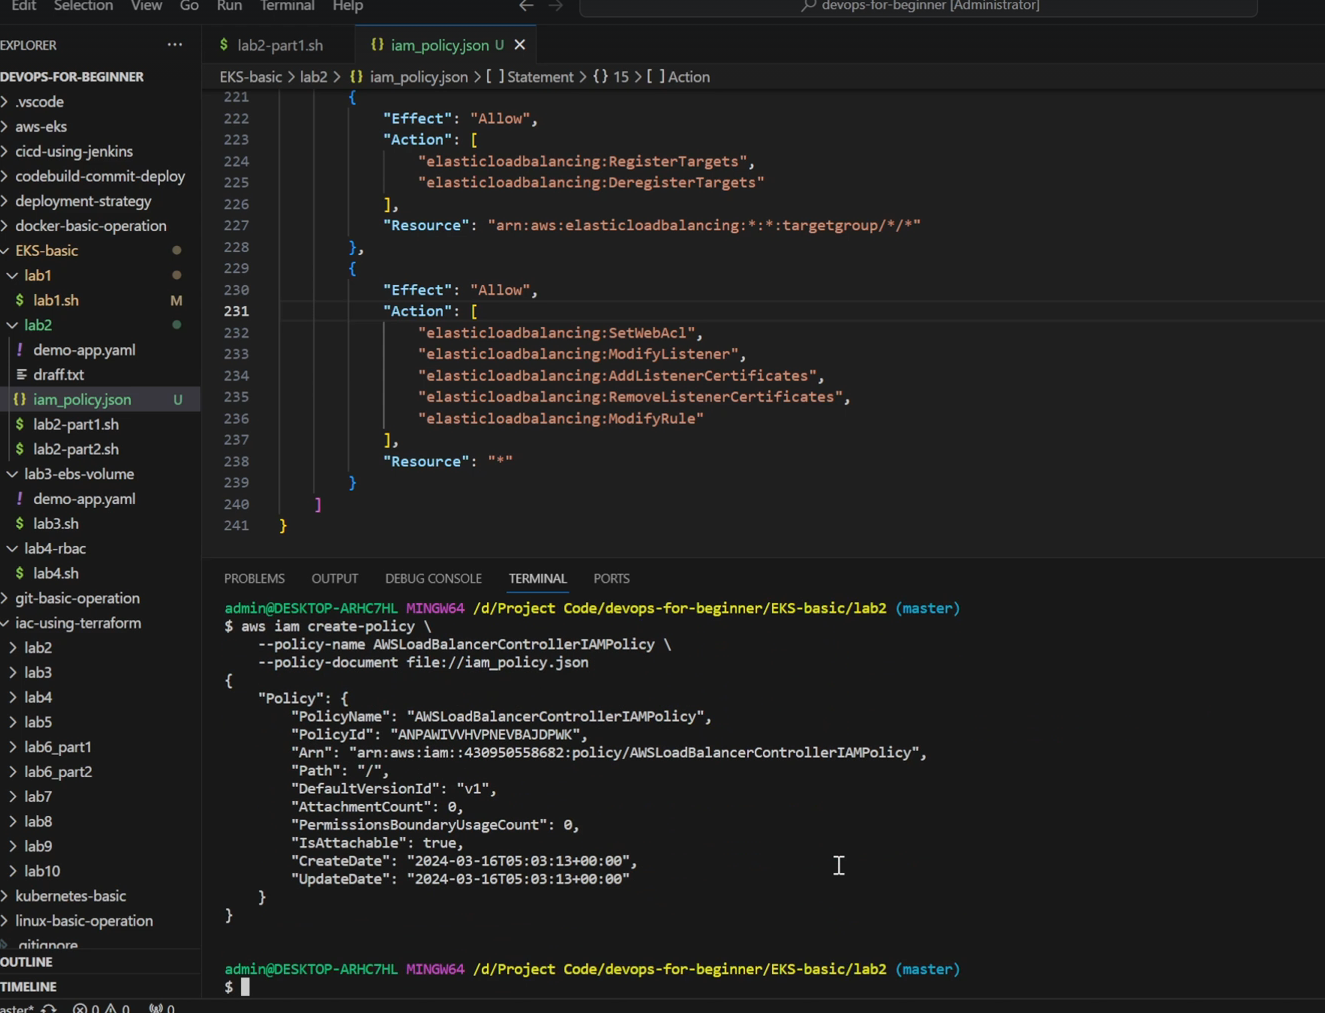 Edit Selection View Go Run Terminal Help
devops-for-beginner [Administrator]
EXPLORER
lab2-part1.sh
iam_policy.json U
DEVOPS-FOR-BEGINNER
.vscode
aws-eks
cicd-using-jenkins
codebuild-commit-deploy
deployment-strategy
docker-basic-operation
EKS-basic
lab1
$ lab1.sh M
lab2
! demo-app.yaml
draff.txt
{} iam_policy.json U
$ lab2-part1.sh
$ lab2-part2.sh
lab3-ebs-volume
! demo-app.yaml
$ lab3.sh
lab4-rbac
$ lab4.sh
git-basic-operation
iac-using-terraform
lab2
lab3
lab4
lab5
lab6_part1
lab6_part2
lab7
lab8
lab9
lab10
kubernetes-basic
linux-basic-operation
.gitignore
OUTLINE
TIMELINE
EKS-basic > lab2 > {} iam_policy.json > [ ] Statement > {} 15 > [ ] Action
221 {
222 "Effect": "Allow",
223 "Action": [
224 "elasticloadbalancing:RegisterTargets",
225 "elasticloadbalancing:DeregisterTargets"
226 ],
227 "Resource": "arn:aws:elasticloadbalancing:*:*:targetgroup/*/*"
228 },
229 {
230 "Effect": "Allow",
231 "Action": [
232 "elasticloadbalancing:SetWebAcl",
233 "elasticloadbalancing:ModifyListener",
234 "elasticloadbalancing:AddListenerCertificates",
235 "elasticloadbalancing:RemoveListenerCertificates",
236 "elasticloadbalancing:ModifyRule"
237 ],
238 "Resource": "*"
239 }
240 ]
241 }
PROBLEMS OUTPUT DEBUG CONSOLE TERMINAL PORTS
admin@DESKTOP-ARHC7HL MINGW64 /d/Project Code/devops-for-beginner/EKS-basic/lab2 (master)
$ aws iam create-policy \
--policy-name AWSLoadBalancerControllerIAMPolicy \
--policy-document file://iam_policy.json
{
"Policy": {
"PolicyName": "AWSLoadBalancerControllerIAMPolicy",
"PolicyId": "ANPAWIVVHVPNEVBAJDPWK",
"Arn": "arn:aws:iam::430950558682:policy/AWSLoadBalancerControllerIAMPolicy",
"Path": "/",
"DefaultVersionId": "v1",
"AttachmentCount": 0,
"PermissionsBoundaryUsageCount": 0,
"IsAttachable": true,
"CreateDate": "2024-03-16T05:03:13+00:00",
"UpdateDate": "2024-03-16T05:03:13+00:00"
}
}
admin@DESKTOP-ARHC7HL MINGW64 /d/Project Code/devops-for-beginner/EKS-basic/lab2 (master)
$
aster* 0 0 0